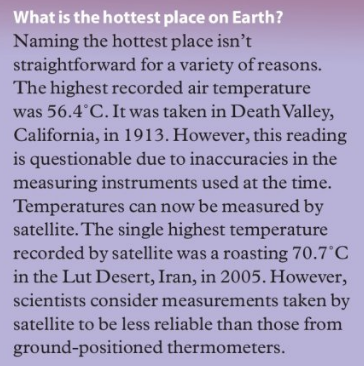 What is the hottest place on Earth?
Naming the hottest place isn't
straightforward for a variety of reasons.
The highest recorded air temperature
was 56.4˚C. It was taken in Death Valley,
California, in 1913. However, this reading
is questionable due to inaccuracies in the
measuring instruments used at the time.
Temperatures can now be measured by
satellite. The single highest temperature
recorded by satellite was a roasting 70.7˚C
in the Lut Desert, Iran, in 2005. However,
scientists consider measurements taken by
satellite to be less reliable than those from
ground-positioned thermometers.